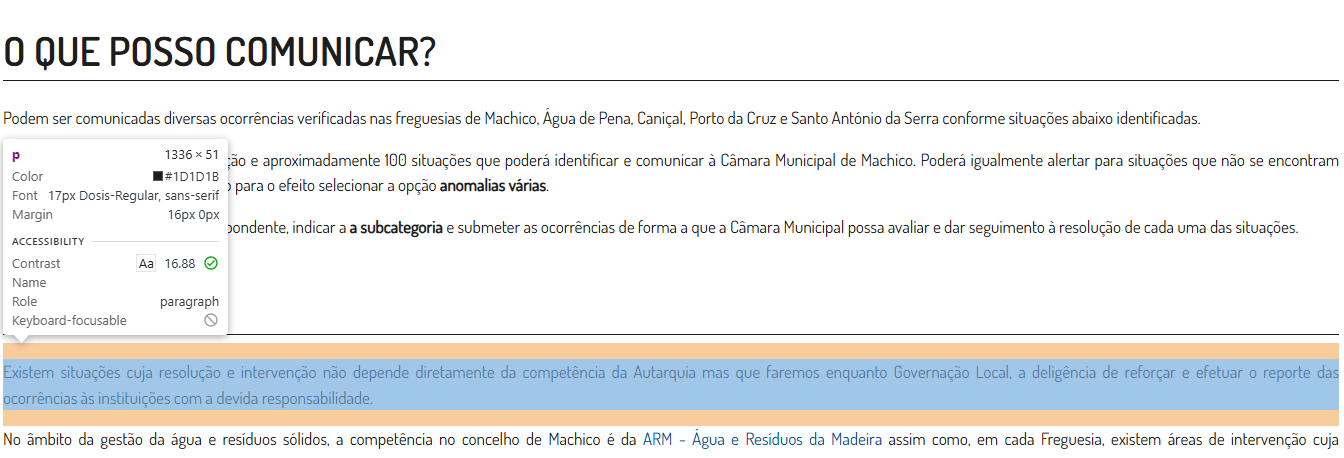 O QUE POSSO COMUNICAR?
Podem ser comunicadas diversas ocorrências verificadas nas freguesias de Machico, Água de Pena, Caniçal, Porto da Cruz e Santo António da Serra conforme situações abaixo identificadas.
p 1336 × 51
Color #1D1D1B
Font 17px Dosis-Regular, sans-serif
Margin 16px 0px
ACCESSIBILITY
Contrast Aa 16.88
Name
Role paragraph
Keyboard-focusable
ção e aproximadamente 100 situações que poderá identificar e comunicar à Câmara Municipal de Machico. Poderá igualmente alertar para situações que não se encontram
para o efeito selecionar a opção anomalias várias.
pondente, indicar a a subcategoria e submeter as ocorrências de forma a que a Câmara Municipal possa avaliar e dar seguimento à resolução de cada uma das situações.
Existem situações cuja resolução e intervenção não depende diretamente da competência da Autarquia mas que faremos enquanto Governação Local, a deligência de reforçar e efetuar o reporte das
ocorrências às instituições com a devida responsabilidade.
No âmbito da gestão da água e resíduos sólidos, a competência no concelho de Machico é da ARM - Água e Resíduos da Madeira assim como, em cada Freguesia, existem áreas de intervenção cuja